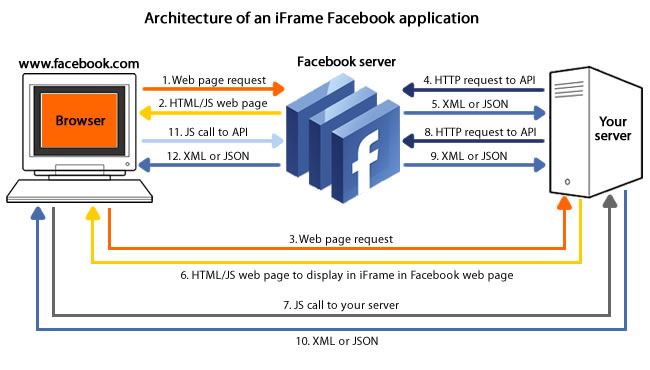 Architecture of an iFrame Facebook application
www.facebook.com
Facebook server
1. Web page request
4. HTTP request to API
2. HTML/JS web page
5. XML or JSON
Browser
Your
server
11. JS call to API
8. HTTP request to API
12. XML or JSON
9. XML or JSON
f
3. Web page request
6. HTML/JS web page to display in iFrame in Facebook web page
7. JS call to your server
10. XML or JSON